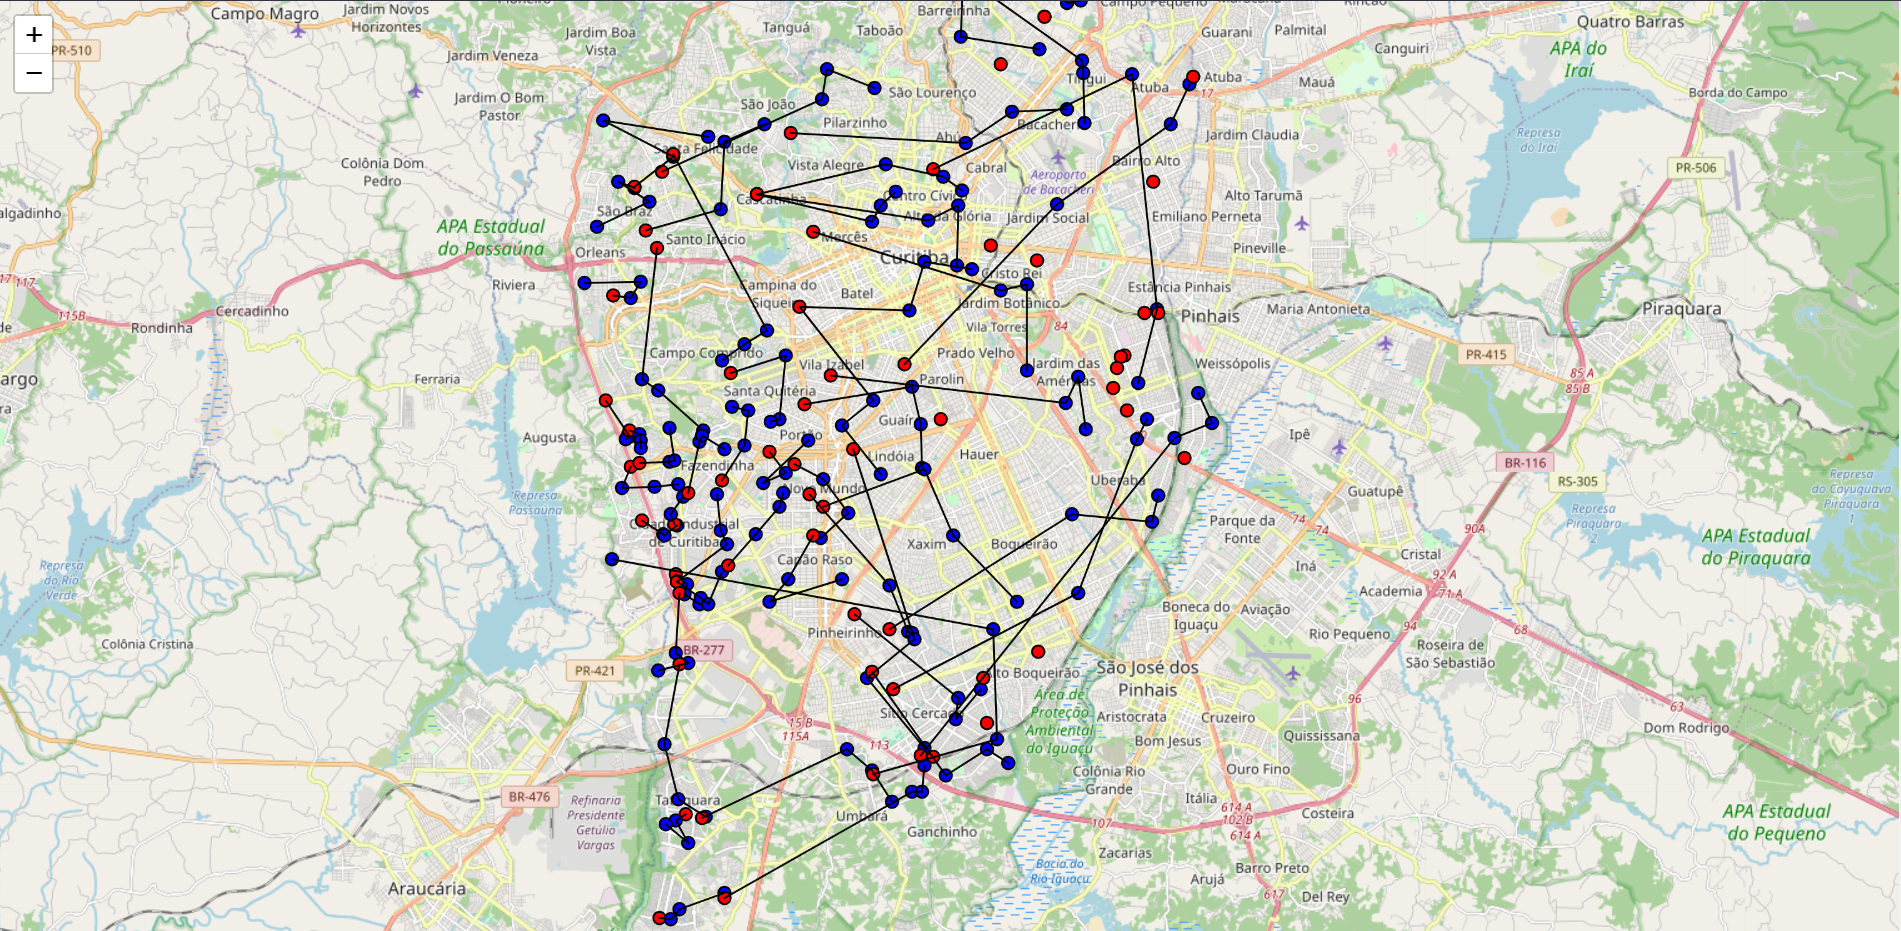 +
−
PR-510
Campo Magro
Jardim Novos
Horizontes
Jardim Boa
Vista
Jardim Veneza
Jardim O Bom
Pastor
Colônia Dom
Pedro
APA Estadual
do Passaúna
Tanguá
Taboão
Barreirinha
São Lourenço
São João
Pilarzinho
Ahú
Bacacheri
Tingui
Atuba
Atuba
17
Guarani
Palmital
Canguiri
Mauá
Quatro Barras
APA do
Iraí
Borda do Campo
Represa
do Iraí
Jardim Claudia
PR-506
Santa Felicidade
Vista Alegre
Cabral
Bairro Alto
Aeroporto
de Bacacheri
Alto Tarumã
Cascatinha
Centro Cívico
Alto da Glória
Jardim Social
Emiliano Perneta
São Braz
Santo Inácio
Mercês
Orleans
Curitiba
Cristo Rei
Pineville
Riviera
Campina do
Siqueira
Batel
Jardim Botânico
Estância Pinhais
Pinhais
Maria Antonieta
Piraquara
17
117
115B
Cercadinho
Rondinha
Vila Torres
84
Campo Comprido
Vila Izabel
Prado Velho
Jardim das
Américas
Weissópolis
PR-415
85 A
85 B
Ferraria
Santa Quitéria
Parolin
Guaíra
Augusta
Portão
Lindóia
Hauer
Ipê
BR-116
RS-305
Fazendinha
Novo Mundo
Uberaba
Guatupê
Represa
do Cayuguava
1
Represa
Passaúna
Cidade Industrial
de Curitiba
Parque da
Fonte
74
74
Represa
Piraquara
2
90A
APA Estadual
do Piraquara
Capão Raso
Xaxim
Boqueirão
Cristal
Iná
92 A
71 A
Represa
do Rio
Verde
Academia
Boneca do
Iguaçu
Aviação
Pinheirinho
Rio Pequeno
94
68
Colônia Cristina
BR-277
PR-421
Alto Boqueirão
São José dos
Pinhais
Roseira de
São Sebastião
Área de
Proteção
Ambiental
do Iguaçu
96
63
Sítio Cercado
Aristocrata
Cruzeiro
Quississana
Dom Rodrigo
15 B
115A
113
Bom Jesus
Colônia Rio
Grande
Ouro Fino
BR-476
Refinaria
Presidente
Getúlio
Vargas
Tatuquara
Umbará
Ganchinho
Itália
614 A
102 B
614 A
107
Costeira
APA Estadual
do Pequeno
Zacarias
Araucária
Bacia do
Rio Iguaçu
Arujá
Barro Preto
617
Del Rey